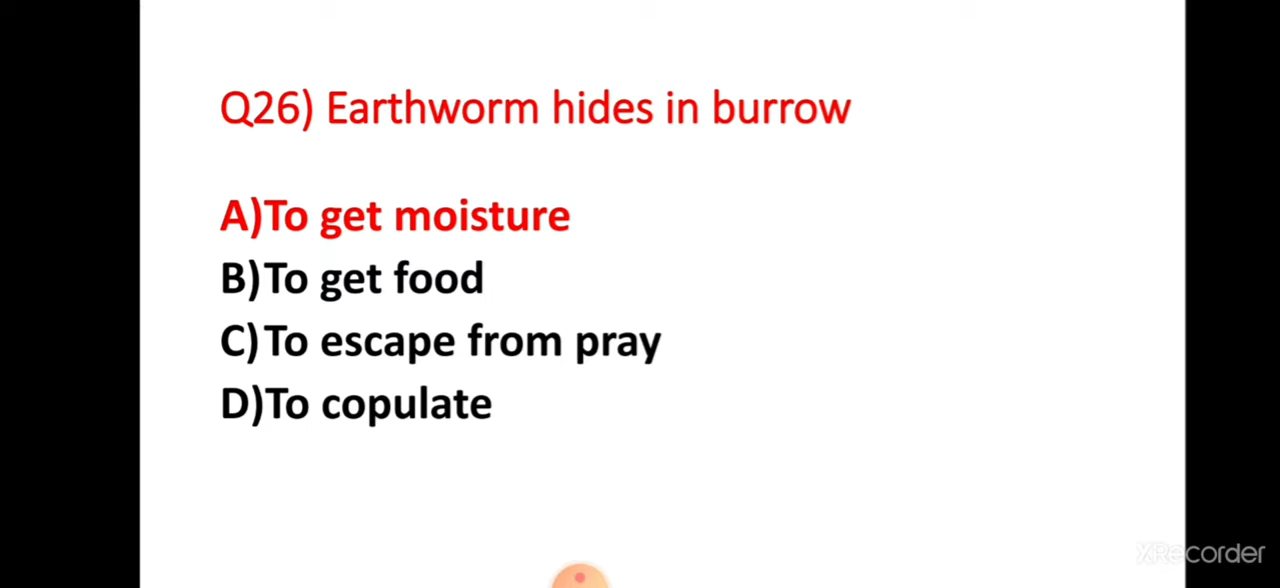 Q26) Earthworm hides in burrow
A)To get moisture
B)To get food
C)To escape from pray
D)To copulate
XRecorder